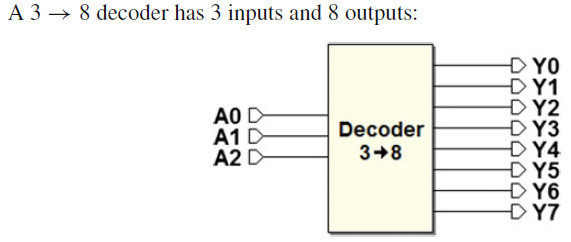 A 3 → 8 decoder has 3 inputs and 8 outputs:
A0
A1
A2
Decoder
3→8
Y0
Y1
Y2
Y3
Y4
Y5
Y6
Y7